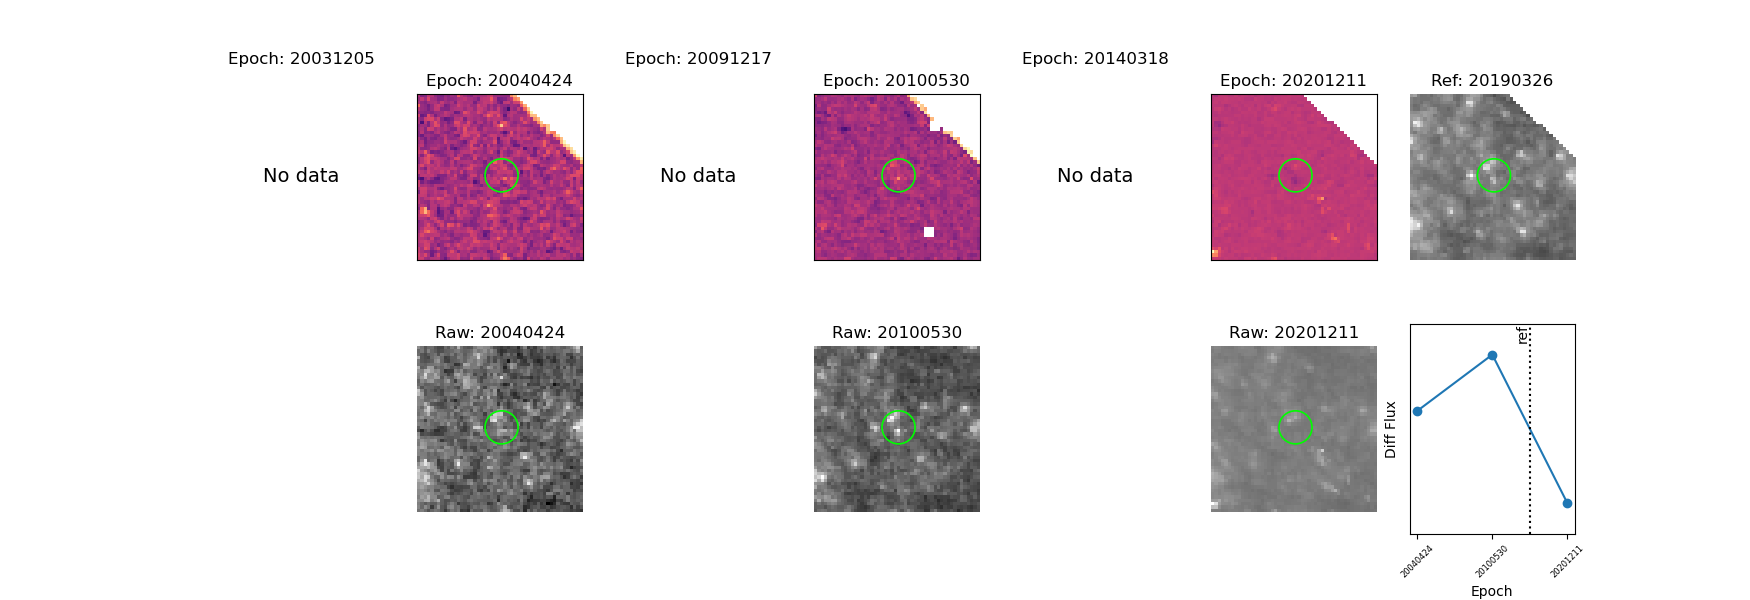 Epoch: 20031205
Epoch: 20040424
Epoch: 20091217
Epoch: 20100530
Epoch: 20140318
Epoch: 20201211
Ref: 20190326
No data
No data
No data
Raw: 20040424
Raw: 20100530
Raw: 20201211
ref
Diff Flux
20040424
20100530
20201211
Epoch